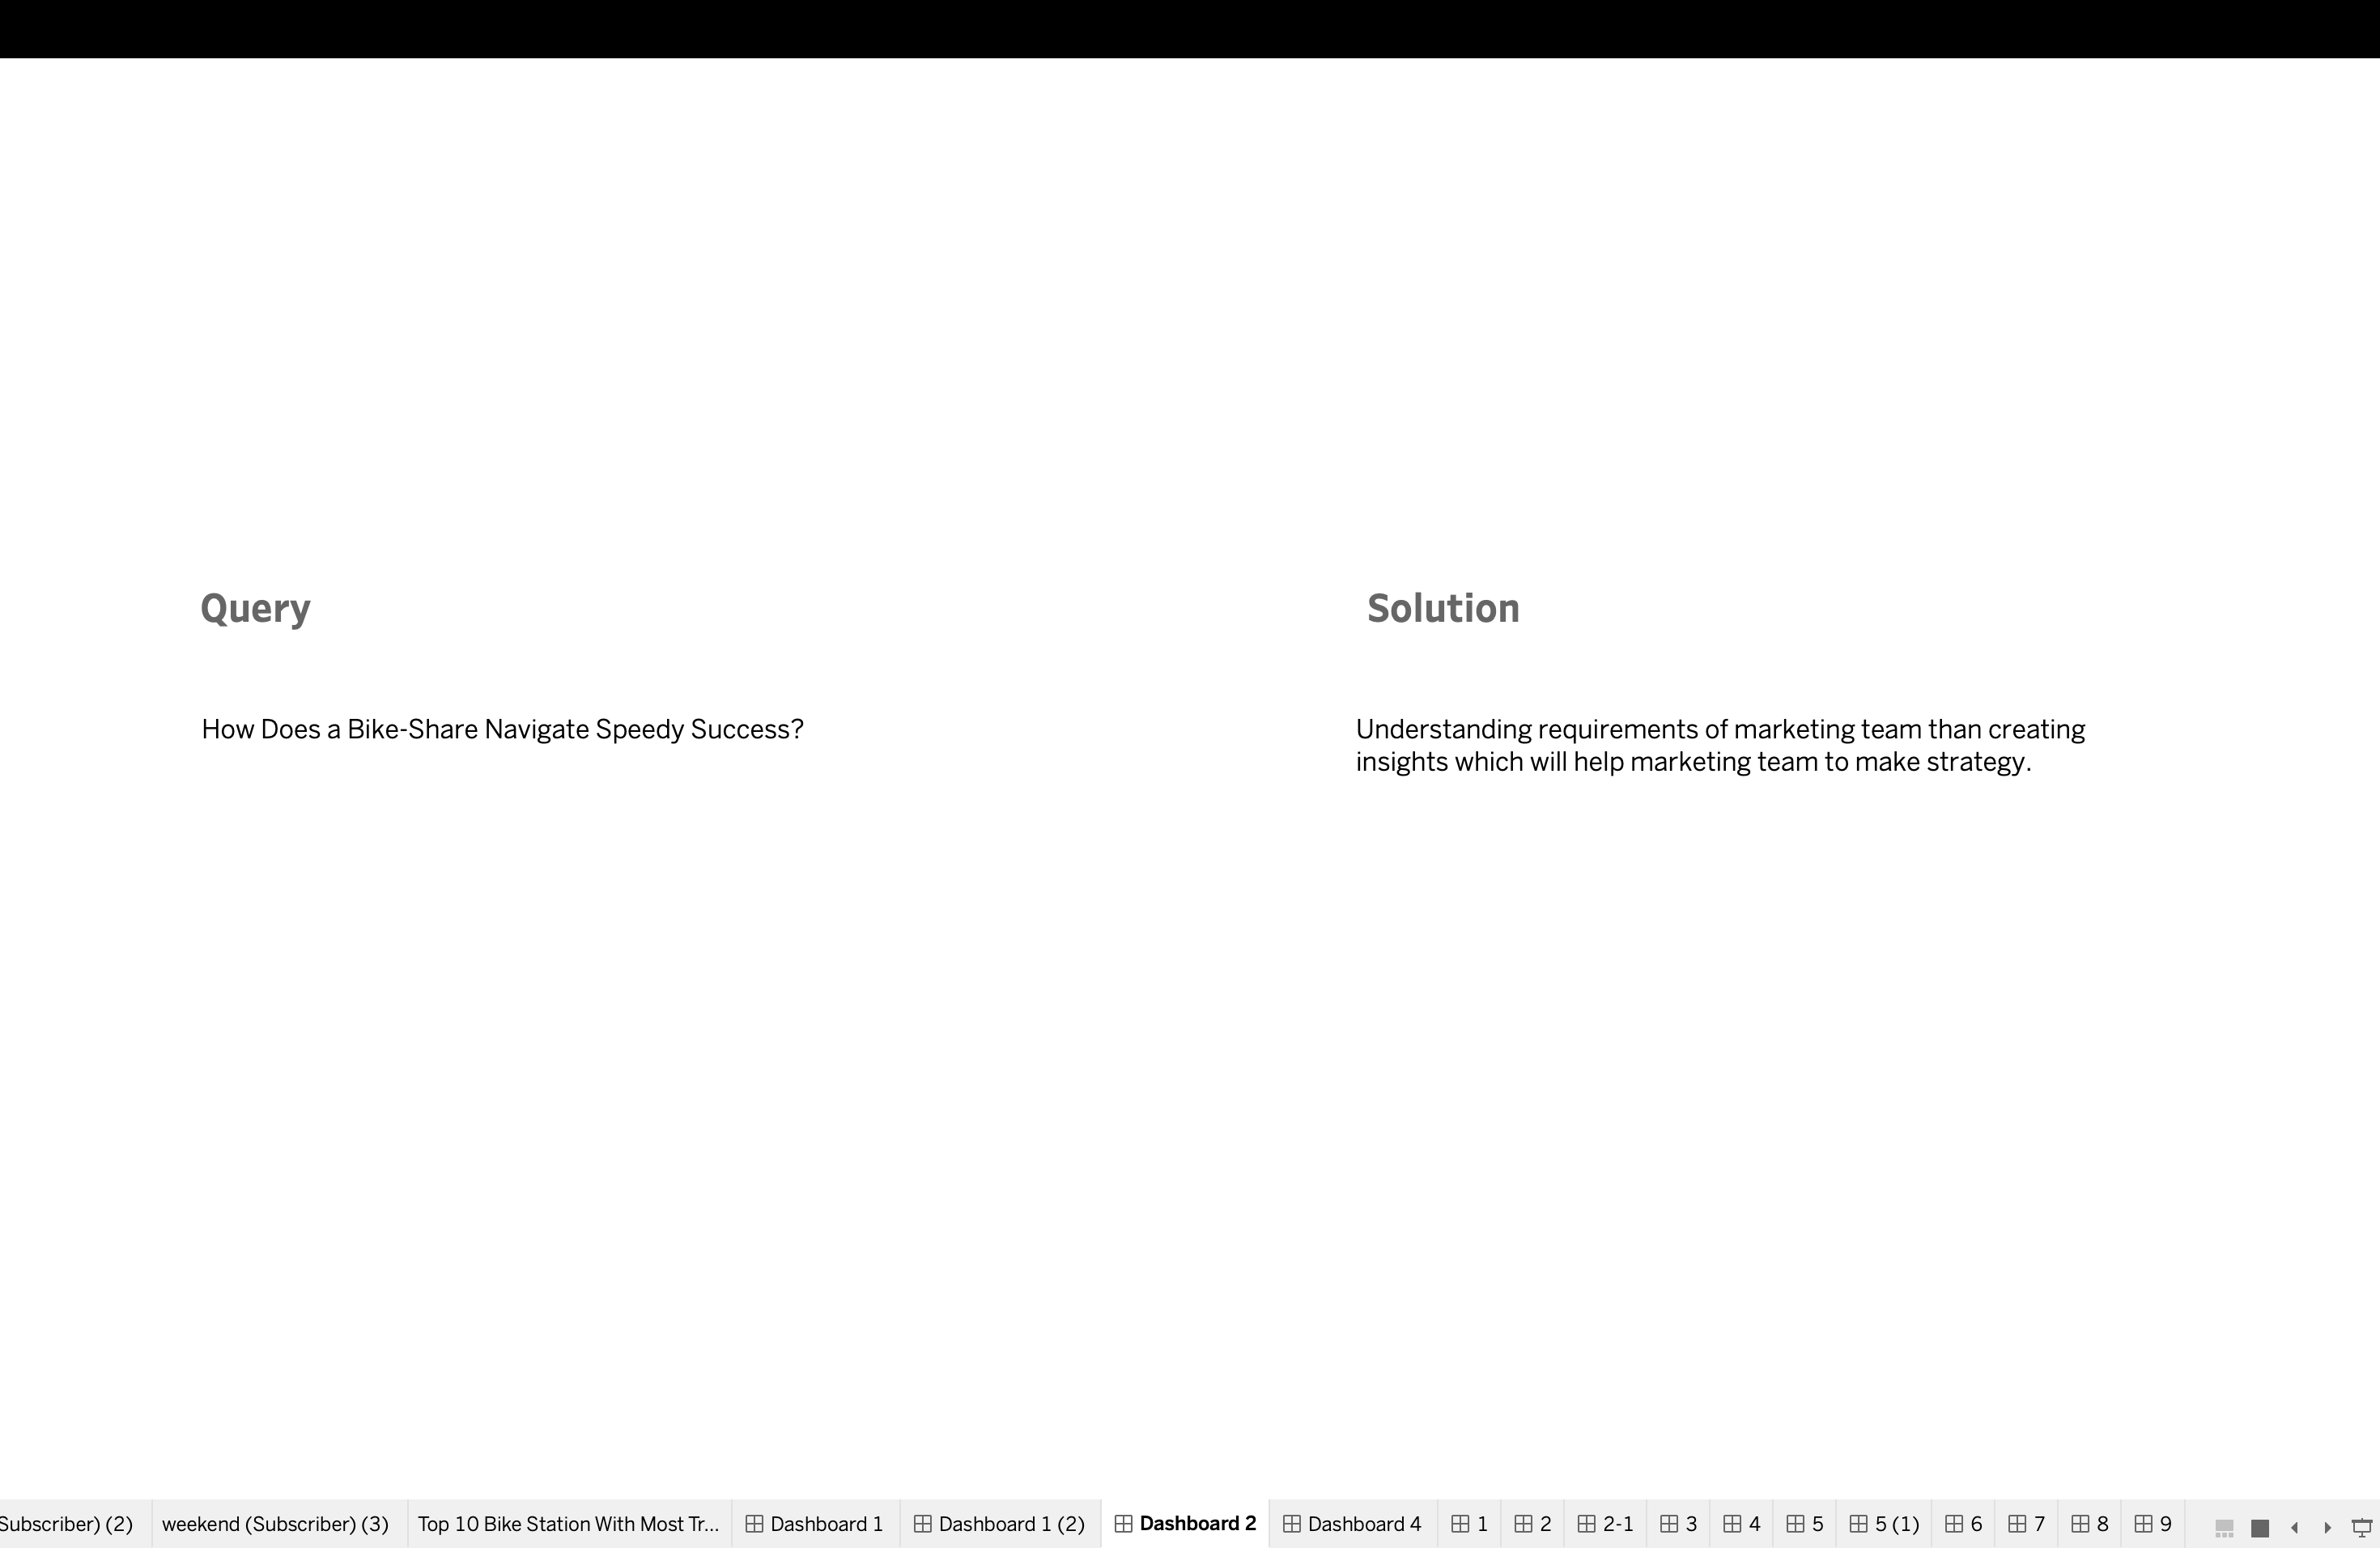 Query
Solution
How Does a Bike-Share Navigate Speedy Success?
Understanding requirements of marketing team than creating
insights which will help marketing team to make strategy.
Subscriber) (2)
weekend (Subscriber) (3)
Top 10 Bike Station With Most Tr...
Dashboard 1
Dashboard 1 (2)
Dashboard 2
Dashboard 4
1
2
2-1
3
4
5
5 (1)
6
7
8
9